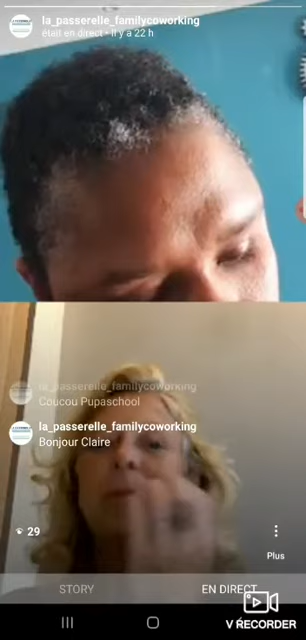 la_passerelle_familycoworking
était en direct • Il y a 22 h
la_passerelle_familycoworking
Coucou Pupaschool
la_passerelle_familycoworking
Bonjour Claire
29
Plus
STORY
EN DIRECT
V RECORDER